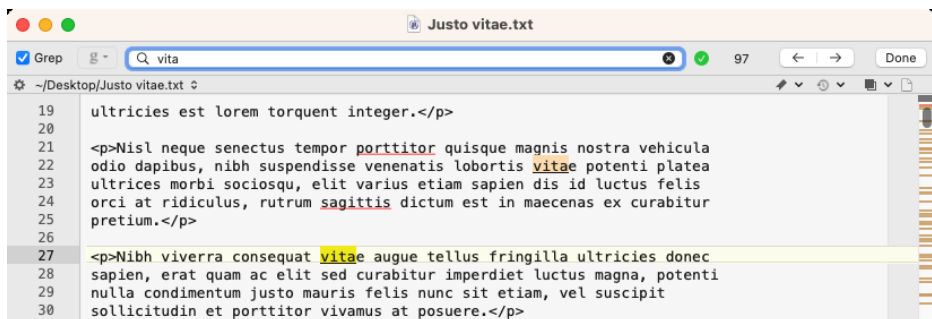 Justo vitae.txt
Grep g vita 97 ← → Done
~/Desktop/Justo vitae.txt
19 ultricies est lorem torquent integer.</p>
20
21 <p>Nisl neque senectus tempor porttitor quisque magnis nostra vehicula
22 odio dapibus, nibh suspendisse venenatis lobortis vitae potenti platea
23 ultrices morbi sociosqu, elit varius etiam sapien dis id luctus felis
24 orci at ridiculus, rutrum sagittis dictum est in maecenas ex curabitur
25 pretium.</p>
26
27 <p>Nibh viverra consequat vitae augue tellus fringilla ultricies donec
28 sapien, erat quam ac elit sed curabitur imperdiet luctus magna, potenti
29 nulla condimentum justo mauris felis nunc sit etiam, vel suscipit
30 sollicitudin et porttitor vivamus at posuere.</p>